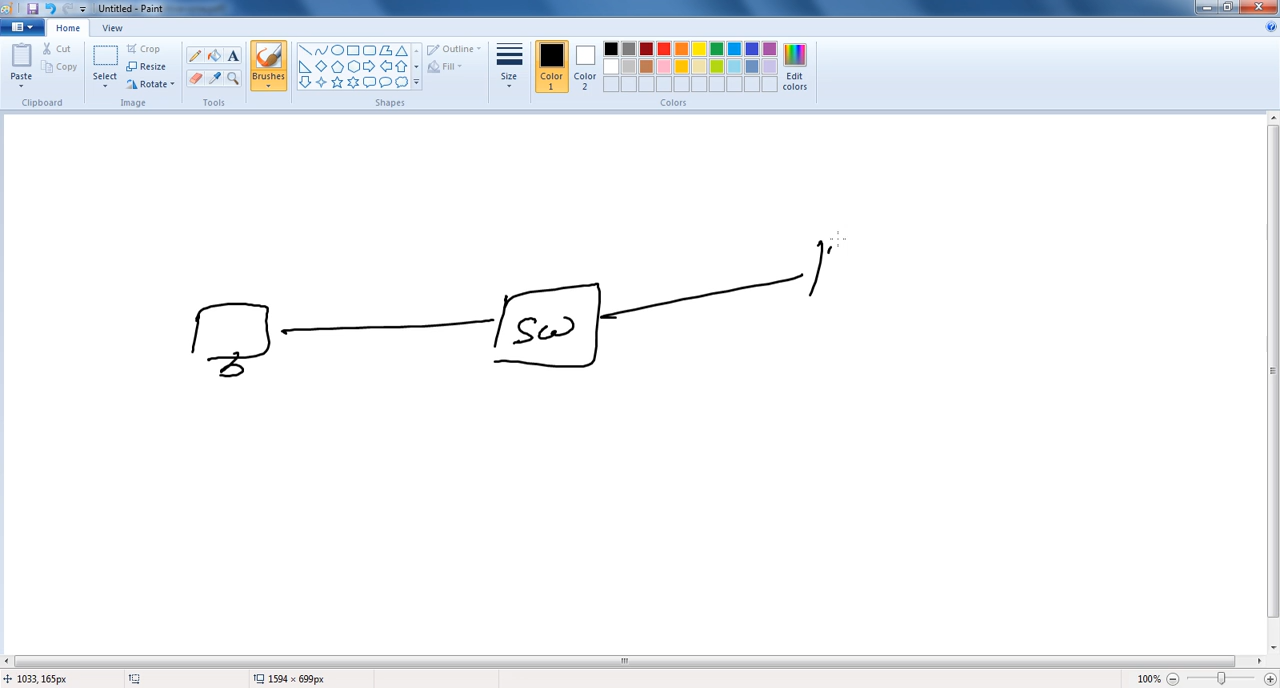 Untitled - Paint
Home
View
Paste
Cut
Copy
Clipboard
Select
Crop
Resize
Rotate
Image
A
Tools
Brushes
Outline
Fill
Shapes
Size
Color
1
Color
2
Edit
colors
Colors
SW
1033, 165px
1594 × 699px
100%